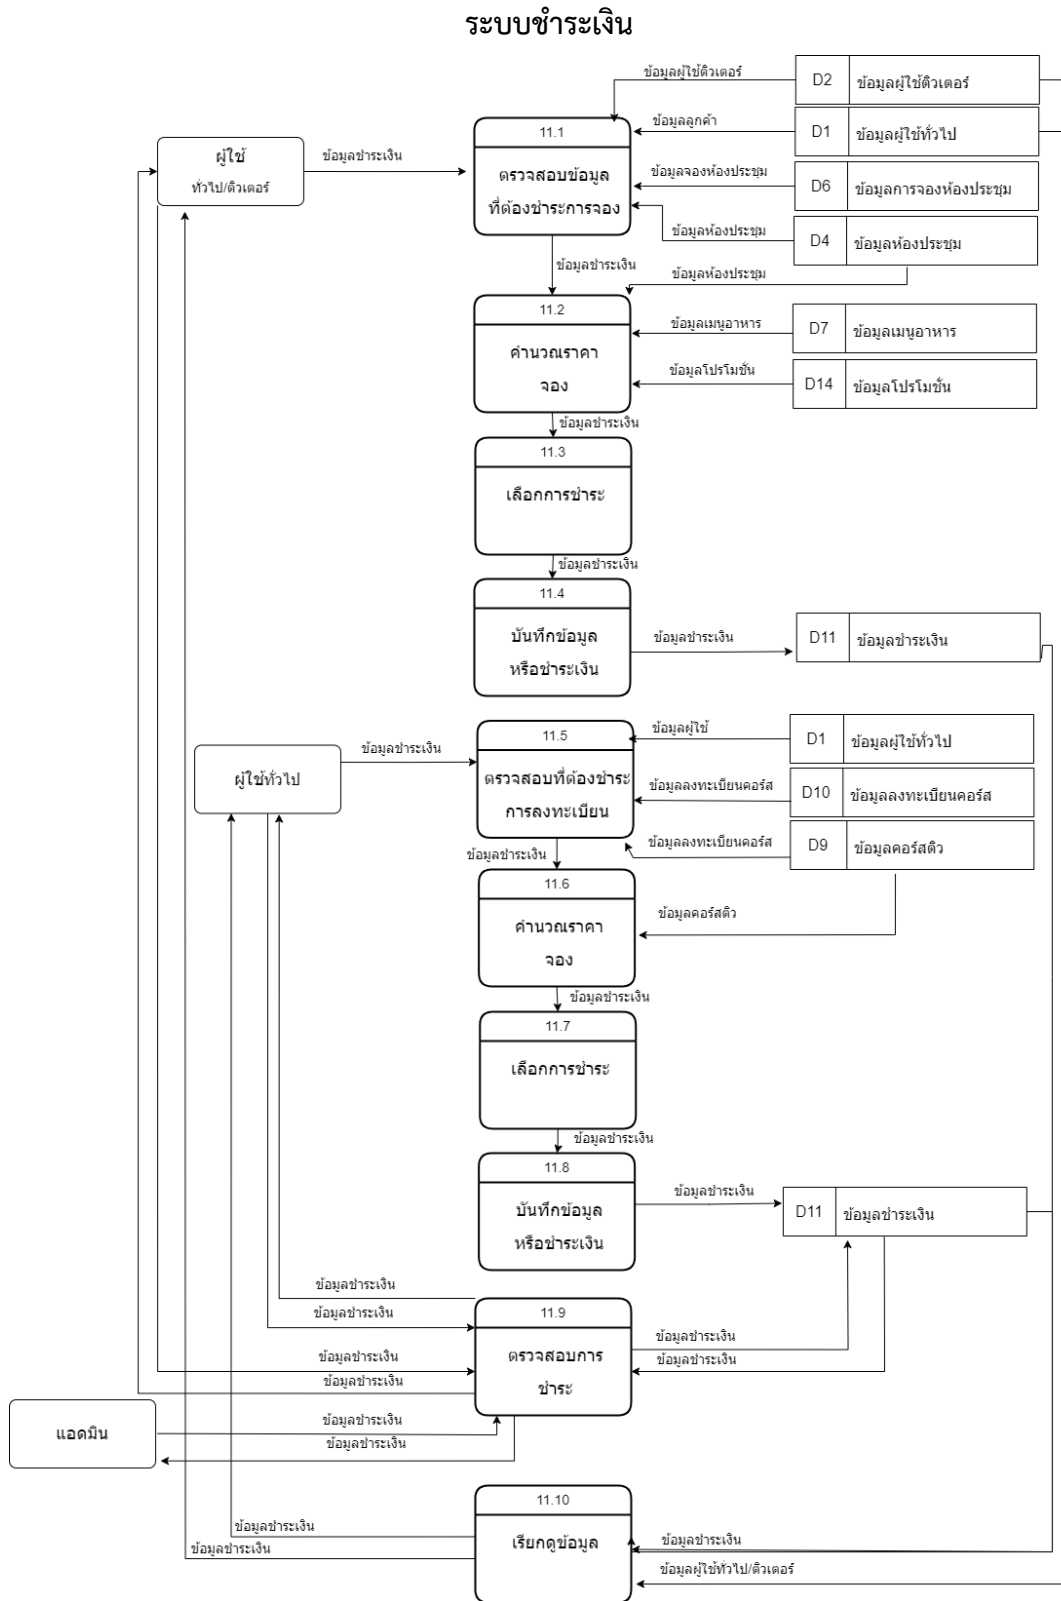 ระบบชำระเงิน
ข้อมูลผู้ใช้ติวเตอร์
D2
ข้อมูลผู้ใช้ติวเตอร์
11.1
ข้อมูลลูกค้า
D1
ข้อมูลผู้ใช้ทั่วไป
ผู้ใช้
ทั่วไป/ติวเตอร์
ข้อมูลชำระเงิน
ตรวจสอบข้อมูล
ที่ต้องชำระการจอง
ข้อมูลจองห้องประชุม
D6
ข้อมูลการจองห้องประชุม
ข้อมูลห้องประชุม
D4
ข้อมูลห้องประชุม
ข้อมูลชำระเงิน
ข้อมูลห้องประชุม
11.2
คำนวณราคา
จอง
ข้อมูลเมนูอาหาร
D7
ข้อมูลเมนูอาหาร
ข้อมูลโปรโมชั่น
D14
ข้อมูลโปรโมชั่น
ข้อมูลชำระเงิน
11.3
เลือกการชำระ
ข้อมูลชำระเงิน
11.4
บันทึกข้อมูล
หรือชำระเงิน
ข้อมูลชำระเงิน
D11
ข้อมูลชำระเงิน
ผู้ใช้ทั่วไป
ข้อมูลชำระเงิน
11.5
ตรวจสอบที่ต้องชำระ
การลงทะเบียน
ข้อมูลผู้ใช้
D1
ข้อมูลผู้ใช้ทั่วไป
ข้อมูลลงทะเบียนคอร์ส
D10
ข้อมูลลงทะเบียนคอร์ส
ข้อมูลลงทะเบียนคอร์ส
D9
ข้อมูลคอร์สติว
ข้อมูลชำระเงิน
11.6
คำนวณราคา
จอง
ข้อมูลคอร์สติว
ข้อมูลชำระเงิน
11.7
เลือกการชำระ
ข้อมูลชำระเงิน
11.8
บันทึกข้อมูล
หรือชำระเงิน
ข้อมูลชำระเงิน
D11
ข้อมูลชำระเงิน
ข้อมูลชำระเงิน
ข้อมูลชำระเงิน
11.9
ตรวจสอบการ
ชำระ
ข้อมูลชำระเงิน
ข้อมูลชำระเงิน
ข้อมูลชำระเงิน
ข้อมูลชำระเงิน
แอดมิน
ข้อมูลชำระเงิน
ข้อมูลชำระเงิน
11.10
เรียกดูข้อมูล
ข้อมูลชำระเงิน
ข้อมูลชำระเงิน
ข้อมูลชำระเงิน
ข้อมูลผู้ใช้ทั่วไป/ติวเตอร์